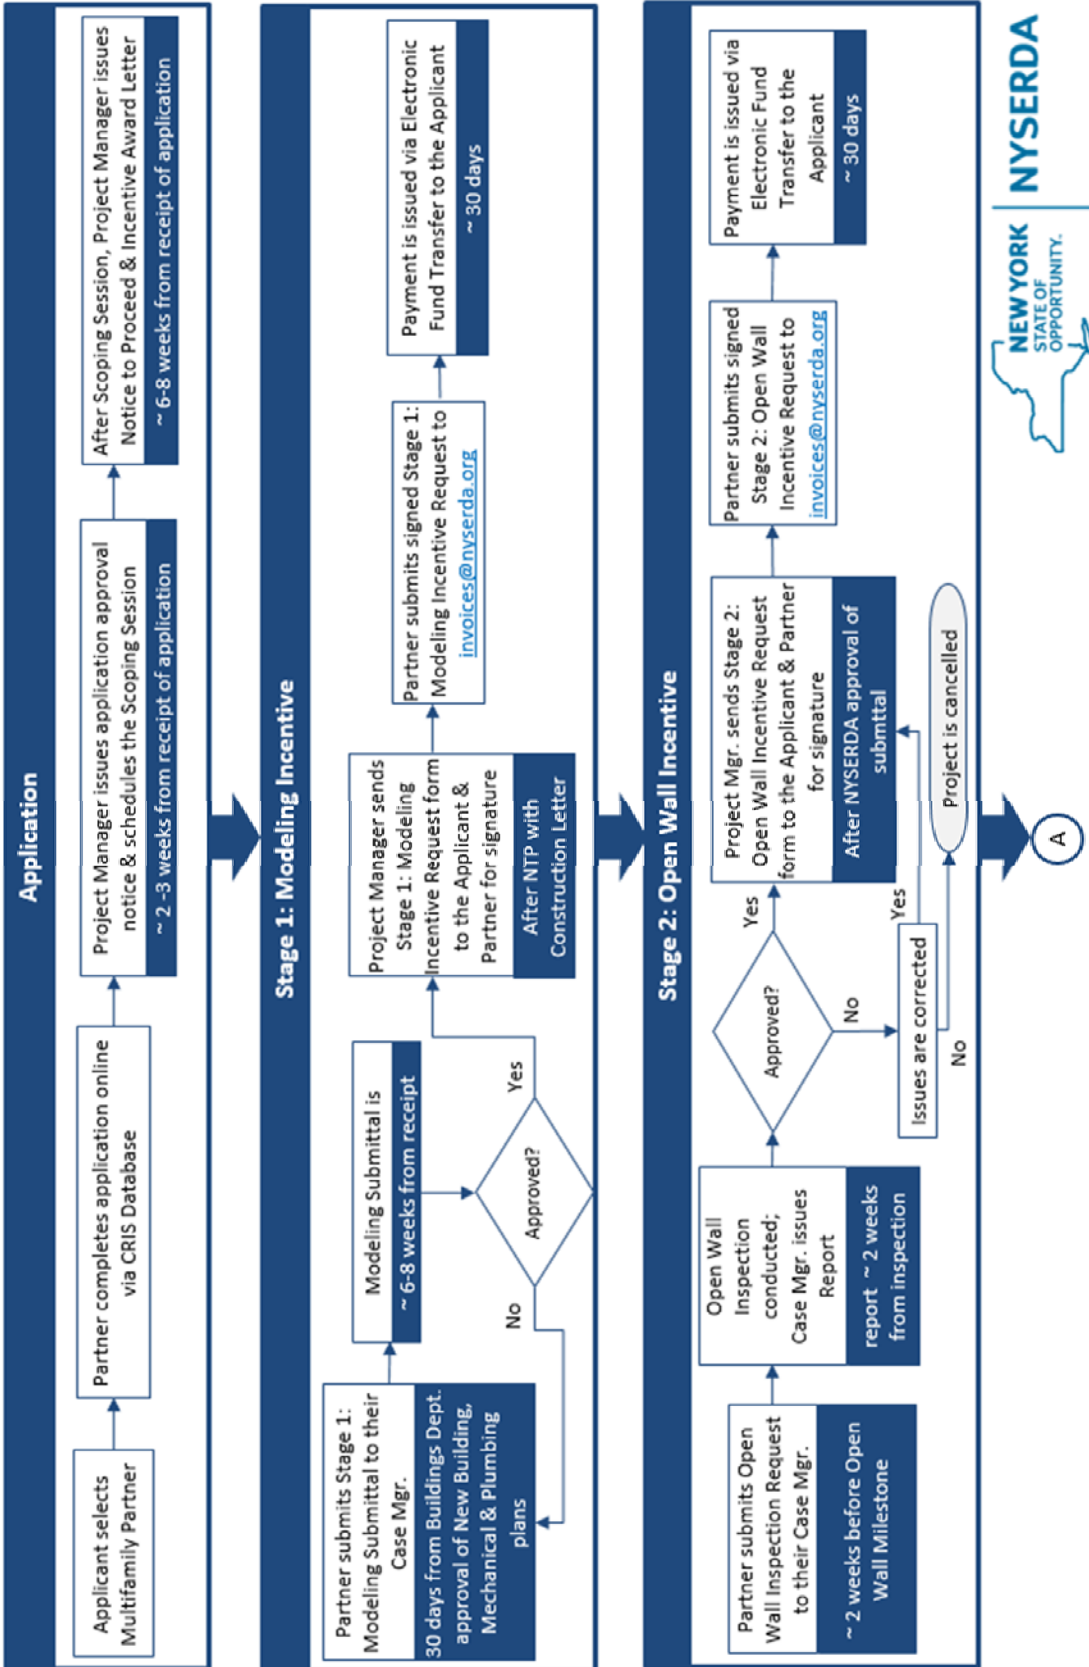 Application
Applicant selects
Multifamily Partner
Partner completes application online
via CRIS Database
Project Manager issues application approval
notice & schedules the Scoping Session
~ 2 -3 weeks from receipt of application
After Scoping Session, Project Manager issues
Notice to Proceed & Incentive Award Letter
~ 6-8 weeks from receipt of application
Stage 1: Modeling Incentive
Partner submits Stage 1:
Modeling Submittal to their
Case Mgr.
30 days from Buildings Dept.
approval of New Building,
Mechanical & Plumbing
plans
Modeling Submittal is
~ 6-8 weeks from receipt
Approved?
No
Yes
Project Manager sends
Stage 1: Modeling
Incentive Request form
to the Applicant &
Partner for signature
After NTP with
Construction Letter
Partner submits signed Stage 1:
Modeling Incentive Request to
invoices@nyserda.org
Payment is issued via Electronic
Fund Transfer to the Applicant
~ 30 days
Stage 2: Open Wall Incentive
Partner submits Open
Wall Inspection Request
to their Case Mgr.
~ 2 weeks before Open
Wall Milestone
Open Wall
Inspection
conducted;
Case Mgr. issues
Report
report ~ 2 weeks
from inspection
Approved?
Yes
No
Issues are corrected
Yes
No
Project is cancelled
Project Mgr. sends Stage 2:
Open Wall Incentive Request
form to the Applicant & Partner
for signature
After NYSERDA approval of
submttal
Partner submits signed
Stage 2: Open Wall
Incentive Request to
invoices@nyserda.org
Payment is issued via
Electronic Fund
Transfer to the
Applicant
~ 30 days
A
NEW YORK
STATE OF
OPPORTUNITY.
NYSERDA